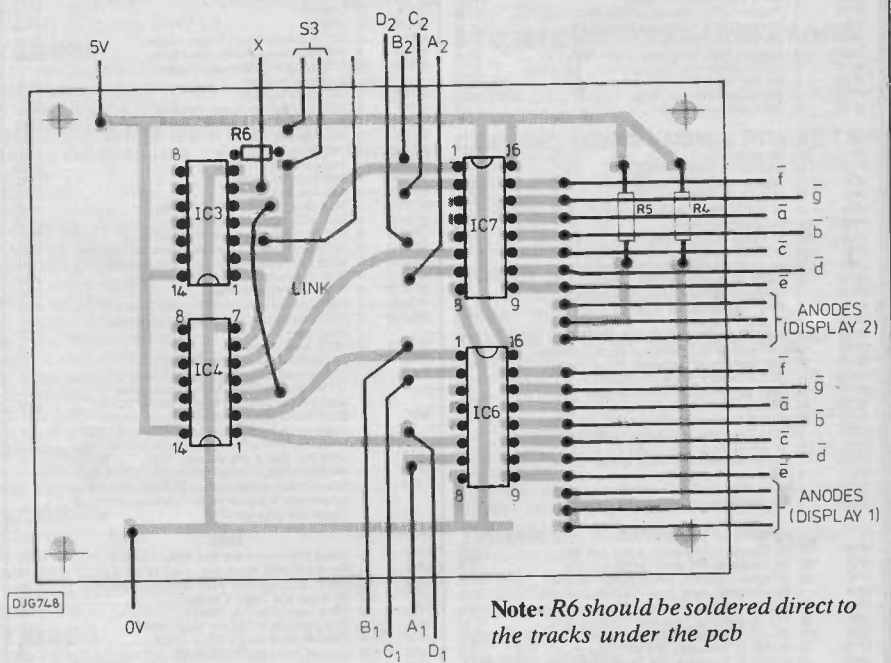 D₂ C₂
5V X S3 B₂ A₂
R6
8 1 16
f̅
g̅
IC3 IC7 R5 R4 a̅
b̅
c̅
14 1 d̅
LINK 8 9 e̅
8 7 ANODES
(DISPLAY 2)
1 16
IC4 f̅
g̅
IC6 a̅
b̅
14 1 c̅
d̅
8 9 e̅
ANODES
(DISPLAY 1)
DJG748
0V B₁ A₁
C₁ D₁
Note: R6 should be soldered direct to
the tracks under the pcb